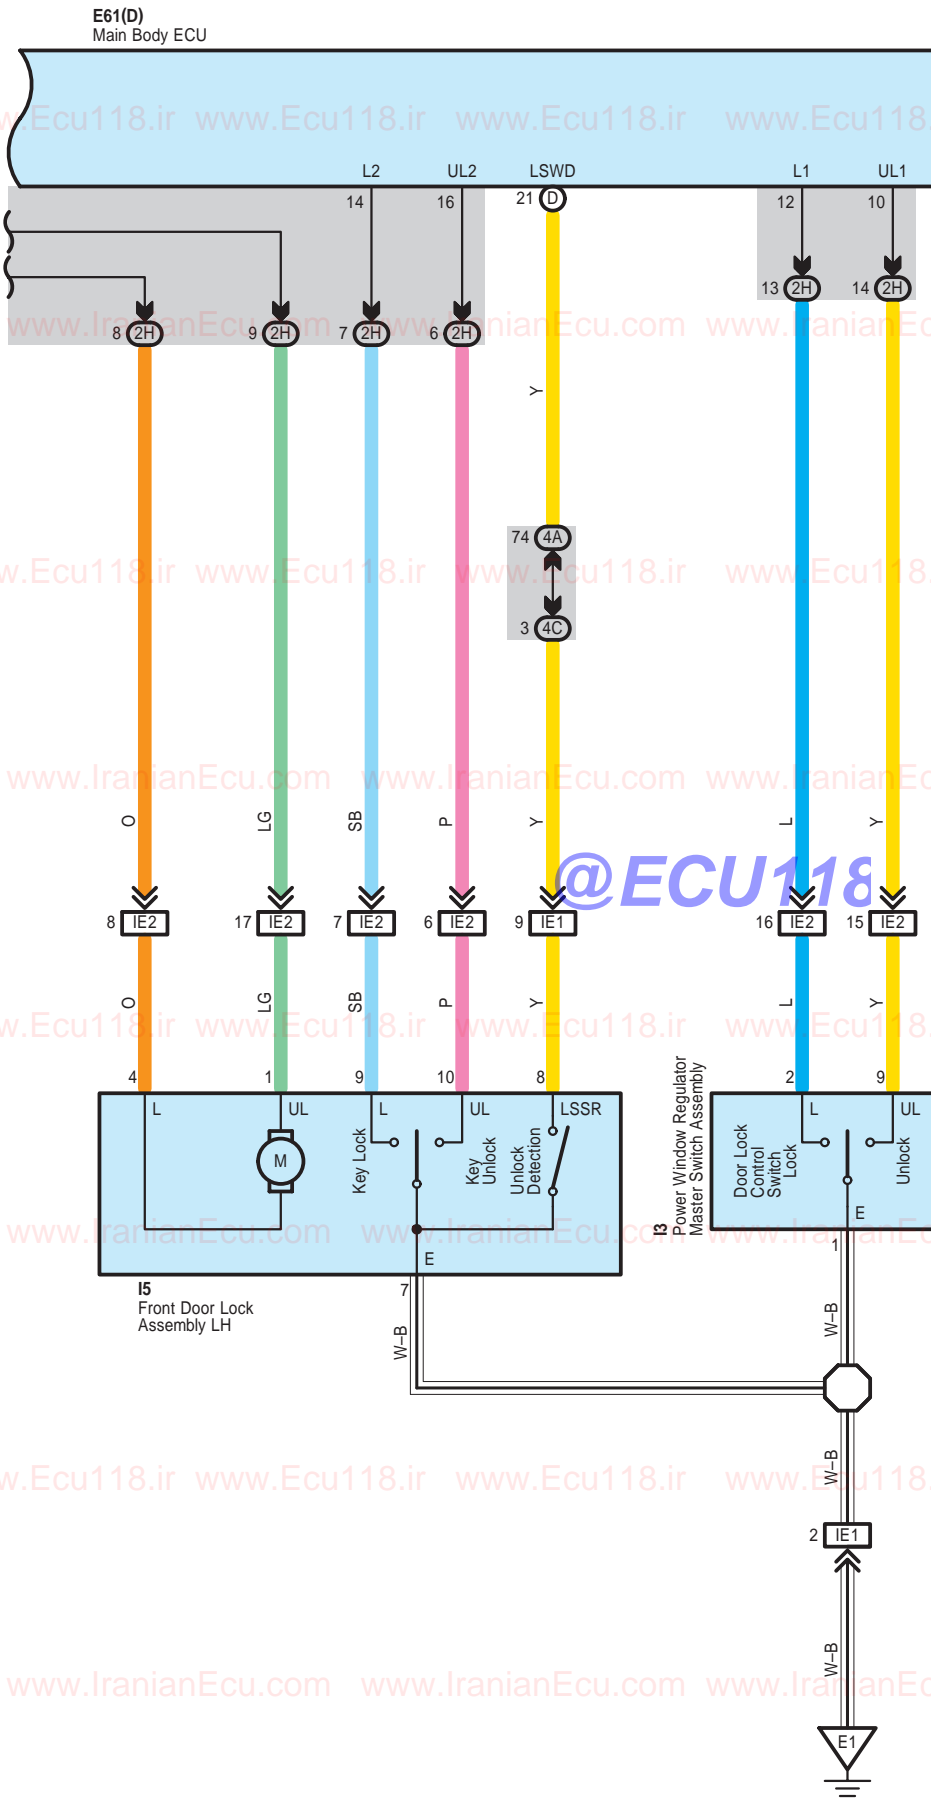 E61(D)
Main Body ECU
www.Ecu118.ir www.Ecu118.ir www.Ecu118.ir www.Ecu118.
L2 UL2 LSWD L1 UL1
14 16 21 D 12 10
13 2H 14 2H
www.IranianEcu.com www.IranianEcu.com www.IranianEc
8 2H 9 2H 7 2H 6 2H
Y
74 4A
w.Ecu118.ir www.Ecu118.ir www.Ecu118.ir www.Ecu118.
3 4C
www.IranianEcu.com www.IranianEcu.com www.IranianEc
O LG SB P Y L Y
@ECU118
8 IE2 17 IE2 7 IE2 6 IE2 9 IE1 16 IE2 15 IE2
O LG SB P Y L Y
w.Ecu118.ir www.Ecu118.ir www.Ecu118.ir www.Ecu118.
4 1 9 10 8 2 9
L UL L UL LSSR L UL
M
Key Lock
Key
Unlock
Unlock
Detection
I3
Power Window Regulator
Master Switch Assembly
Door Lock
Control
Switch
Lock
Unlock
E
www.IranianEcu.com www.IranianEcu.com www.IranianEc
E
1
7
I5
Front Door Lock
Assembly LH
W–B
W–B
W–B
w.Ecu118.ir www.Ecu118.ir www.Ecu118.ir www.Ecu118.
2 IE1
W–B
www.IranianEcu.com www.IranianEcu.com www.IranianEc
E1